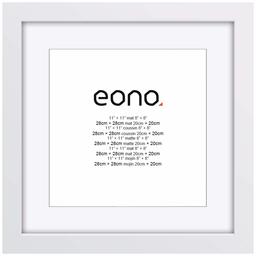 eono
11" × 11" mat 8" × 8"
28cm × 28cm mat 20cm × 20cm
11" × 11" coussin 8" × 8"
28cm × 28cm coussin 20cm × 20cm
11" × 11" matte 8" × 8"
28cm × 28cm matte 20cm × 20cm
11" × 11" mat 8" × 8"
28cm × 28cm mat 20cm × 20cm
11" × 11" mojin 8" × 8"
28cm × 28cm mojin 20cm × 20cm